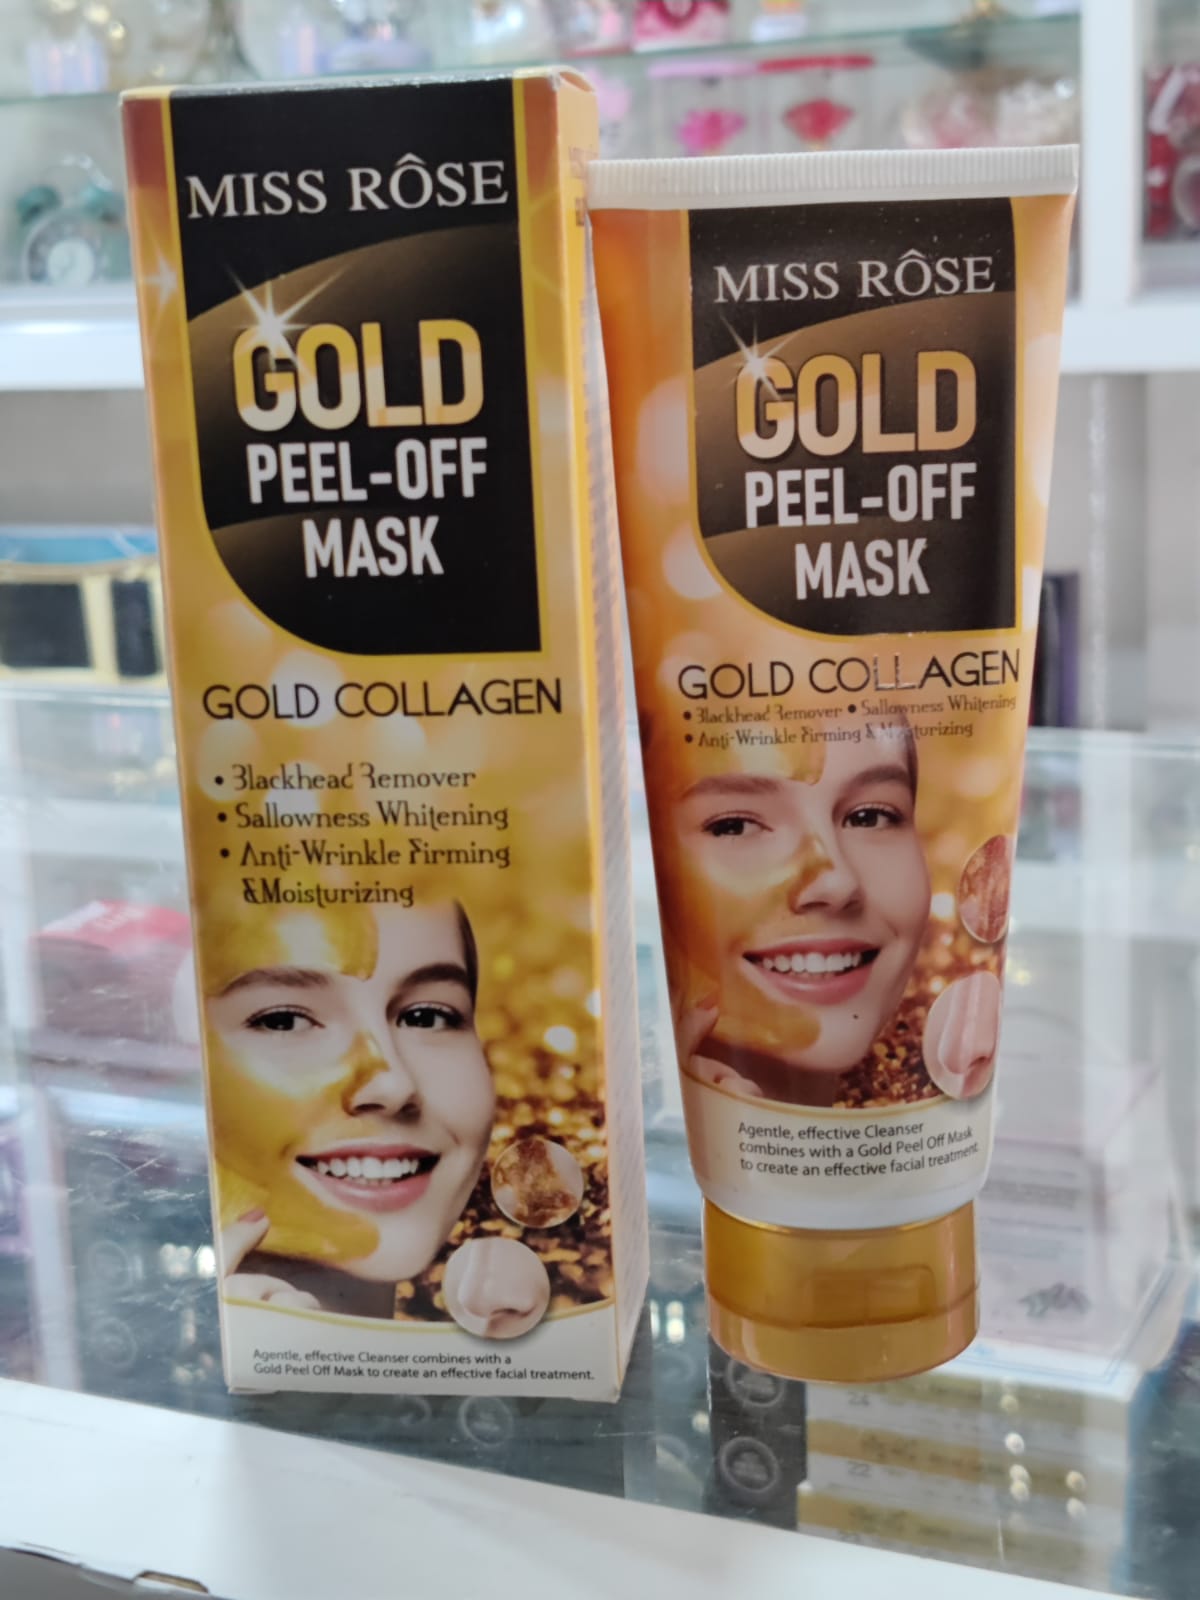 MISS RÔSE
GOLD
PEEL-OFF
MASK
GOLD COLLAGEN
• Blackhead Remover
• Sallowness Whitening
• Anti-Wrinkle Firming
&Moisturizing
Agentle, effective Cleanser combines with a
Gold Peel Off Mask to create an effective facial treatment.
MISS RÔSE
GOLD
PEEL-OFF
MASK
GOLD COLLAGEN
• Blackhead Remover • Sallowness Whitening
• Anti-Wrinkle Firming & Moisturizing
Agentle, effective Cleanser
combines with a Gold Peel Off Mask
to create an effective facial treatment
24
22